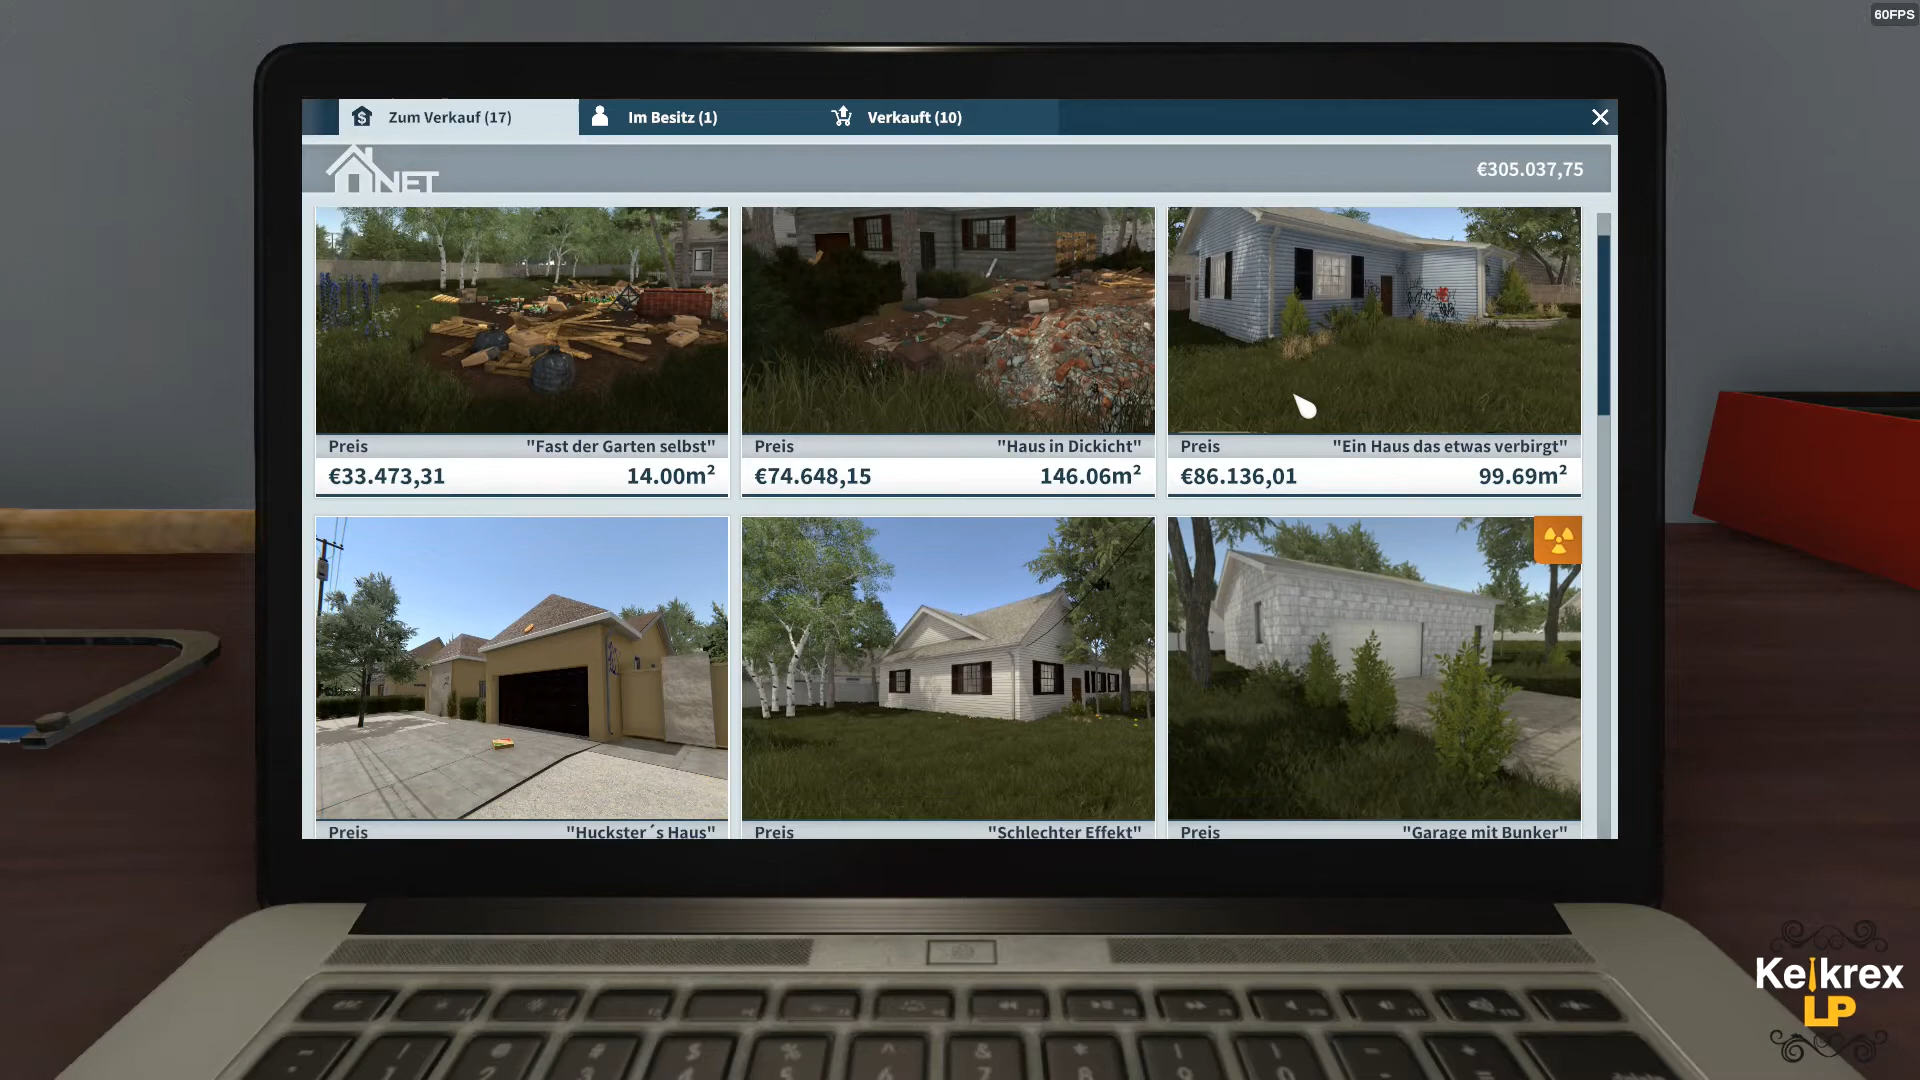 60FPS
Zum Verkauf (17)
Im Besitz (1)
Verkauft (10)
NET
€305.037,75
Preis "Fast der Garten selbst"
€33.473,31 14.00m²
Preis "Haus in Dickicht"
€74.648,15 146.06m²
Preis "Ein Haus das etwas verbirgt"
€86.136,01 99.69m²
Preis "Huckster´s Haus"
Preis "Schlechter Effekt"
Preis "Garage mit Bunker"
Keikrex
LP